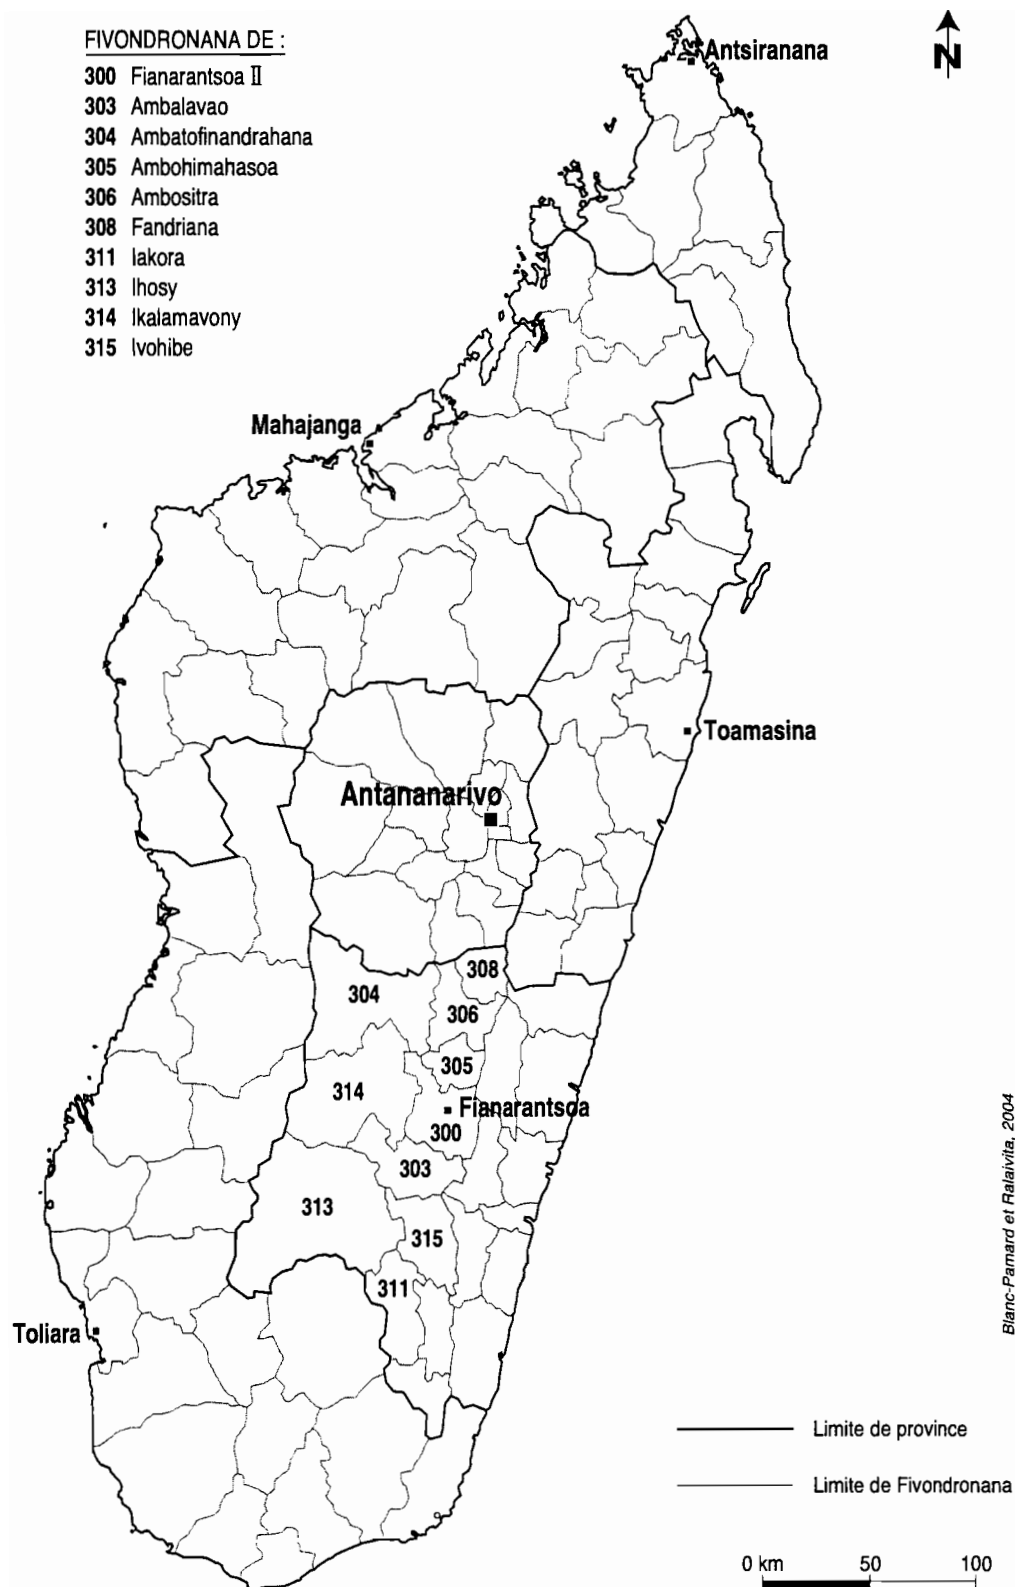 FIVONDRONANA DE :
300 Fianarantsoa II
303 Ambalavao
304 Ambatofinandrahana
305 Ambohimahasoa
306 Ambositra
308 Fandriana
311 Iakora
313 Ihosy
314 Ikalamavony
315 Ivohibe
N
Antsiranana
Mahajanga
Toamasina
Antananarivo
308
304
306
305
314
Fianarantsoa
300
303
313
315
311
Toliara
Blanc-Pamard et Ralaivita, 2004
Limite de province
Limite de Fivondronana
0 km 50 100